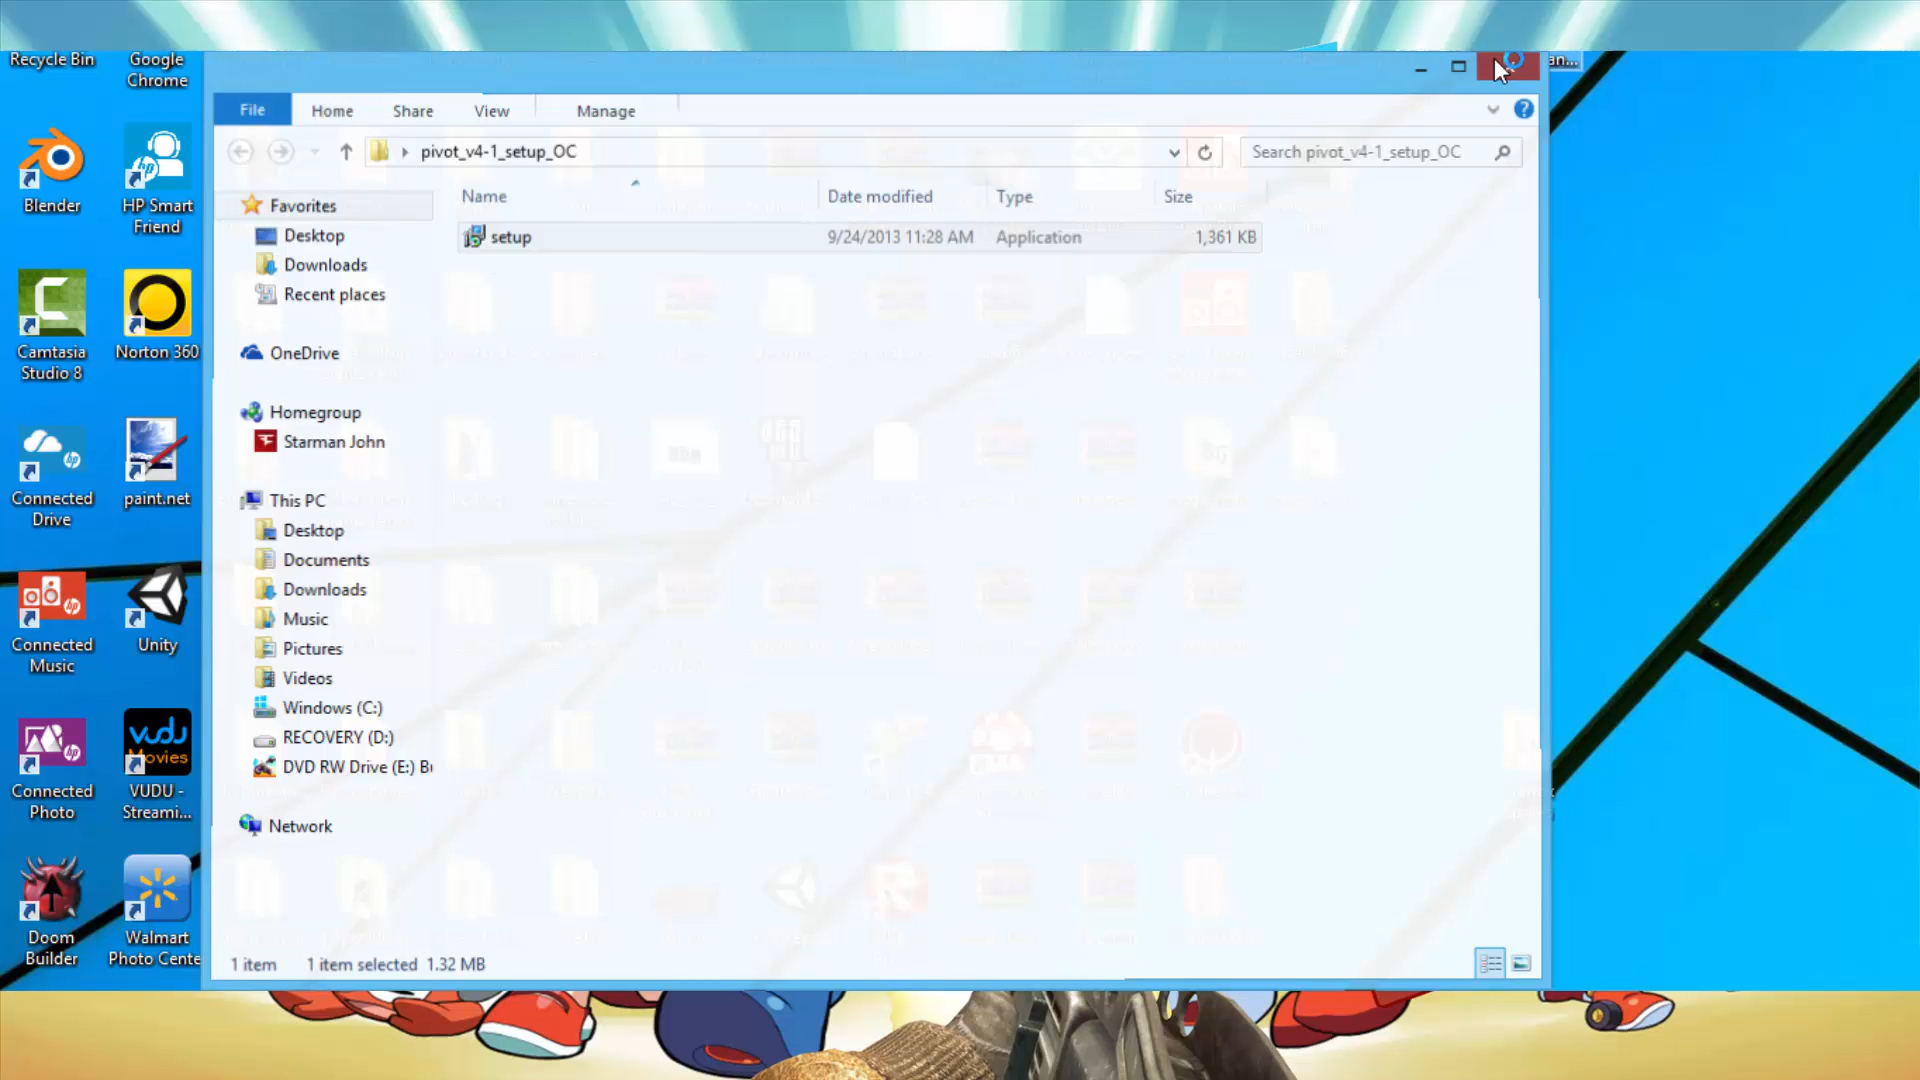 Recycle Bin
Google
Chrome
an...
File
Home
Share
View
Manage
pivot_v4-1_setup_OC
Search pivot_v4-1_setup_OC
Name
Date modified
Type
Size
setup
9/24/2013 11:28 AM
Application
1,361 KB
Favorites
Desktop
Downloads
Recent places
OneDrive
Homegroup
Starman John
This PC
Desktop
Documents
Downloads
Music
Pictures
Videos
Windows (C:)
RECOVERY (D:)
DVD RW Drive (E:)
Network
1 item
1 item selected
1.32 MB
Blender
HP Smart
Friend
Camtasia
Studio 8
Norton 360
Connected
Drive
paint.net
Connected
Music
Unity
Connected
Photo
vudu
Movies
VUDU -
Streami...
Doom
Builder
Walmart
Photo Cente